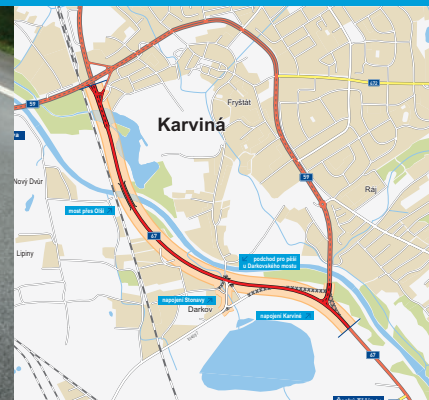 672
59
Fryštát
Karviná
59
Nový Dvůr
Raj
most přes Olši
67
Lipiny
podchod pro pěší
u Darkovského mostu
napojení Stonavy
Darkov
napojení Karviné
67